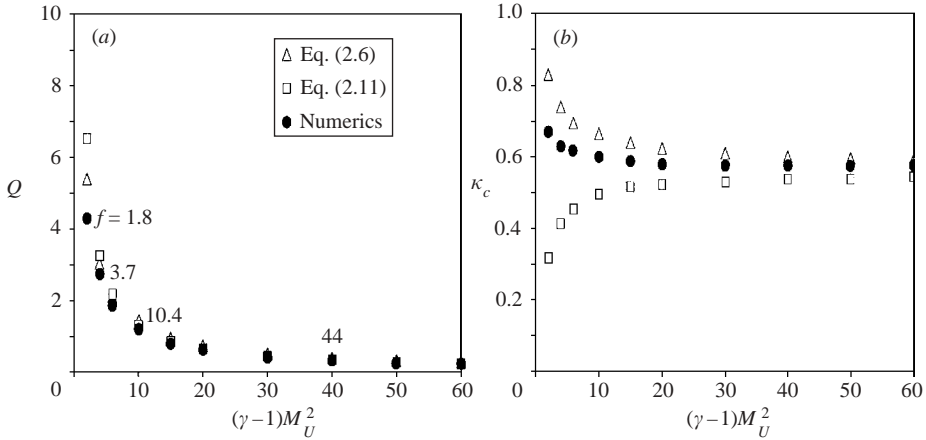 10
(a)
Eq. (2.6)
Eq. (2.11)
Numerics
8
6
Q
4
f = 1.8
3.7
2
10.4
44
0
10
20
30
40
50
60
(γ – 1)M_U^2
1.0
(b)
0.8
0.6
κ_c
0.4
0.2
0
10
20
30
40
50
60
(γ – 1)M_U^2